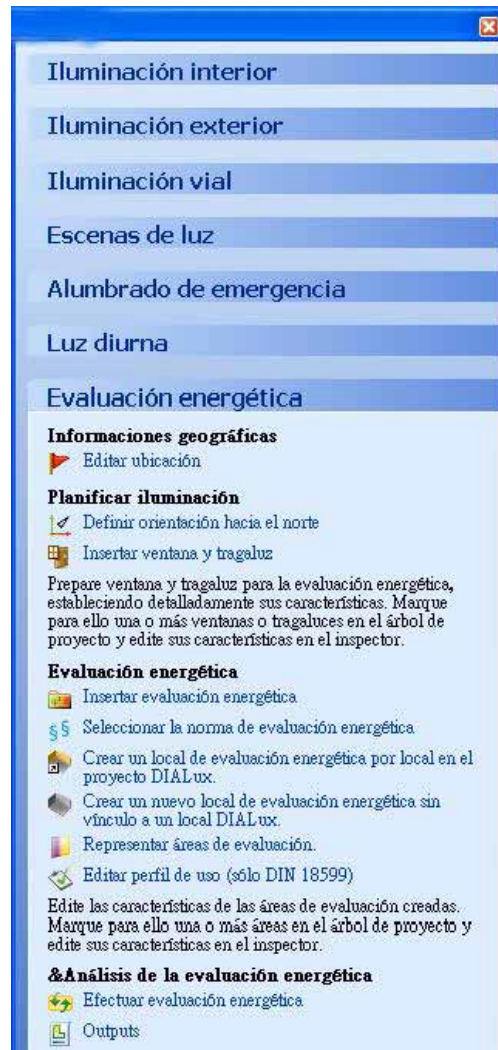 Iluminación interior
Iluminación exterior
Iluminación vial
Escenas de luz
Alumbrado de emergencia
Luz diurna
Evaluación energética
Informaciones geográficas
Editar ubicación
Planificar iluminación
Definir orientación hacia el norte
Insertar ventana y tragaluz
Prepare ventana y tragaluz para la evaluación energética,
estableciendo detalladamente sus características. Marque
para ello una o más ventanas o tragaluces en el árbol de
proyecto y edite sus características en el inspector.
Evaluación energética
Insertar evaluación energética
§§ Seleccionar la norma de evaluación energética
Crear un local de evaluación energética por local en el
proyecto DIALux.
Crear un nuevo local de evaluación energética sin
vínculo a un local DIALux.
Representar áreas de evaluación.
Editar perfil de uso (sólo DIN 18599)
Edite las características de las áreas de evaluación creadas.
Marque para ello una o más áreas en el árbol de proyecto y
edite sus características en el inspector.
&Análisis de la evaluación energética
Efectuar evaluación energética
Outputs